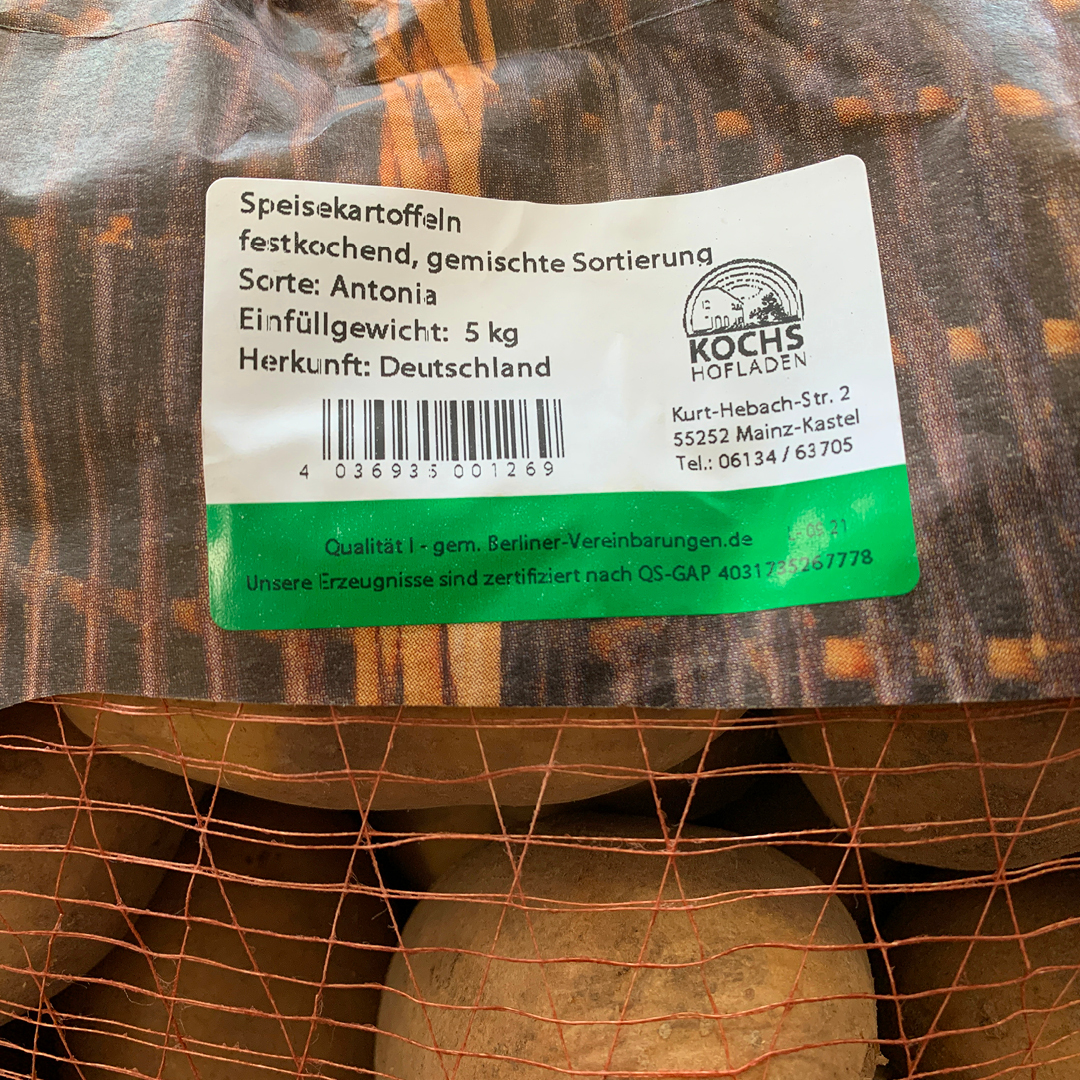 Speisekartoffeln
festkochend, gemischte Sortierung
Sorte: Antonia
Einfüllgewicht: 5 kg
Herkunft: Deutschland
KOCHS
HOFLADEN
Kurt-Hebach-Str. 2
55252 Mainz-Kastel
Tel.: 06134 / 63705
4 036935 001269
Qualität I - gem. Berliner-Vereinbarungen.de
Unsere Erzeugnisse sind zertifiziert nach QS-GAP 4031735267778